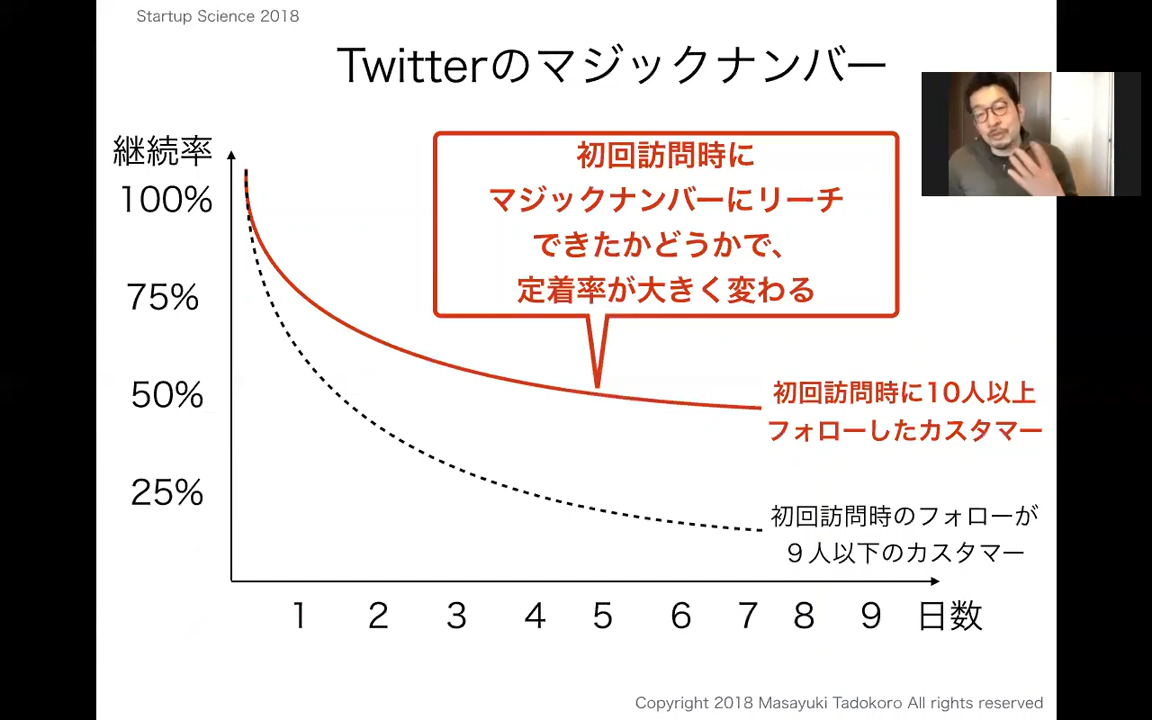 Startup Science 2018
Twitterのマジックナンバー
継続率
100%
75%
50%
25%
初回訪問時に
マジックナンバーにリーチ
できたかどうかで、
定着率が大きく変わる
初回訪問時に10人以上
フォローしたカスタマー
初回訪問時のフォローが
９人以下のカスタマー
1 2 3 4 5 6 7 8 9 日数
Copyright 2018 Masayuki Tadokoro All rights reserved